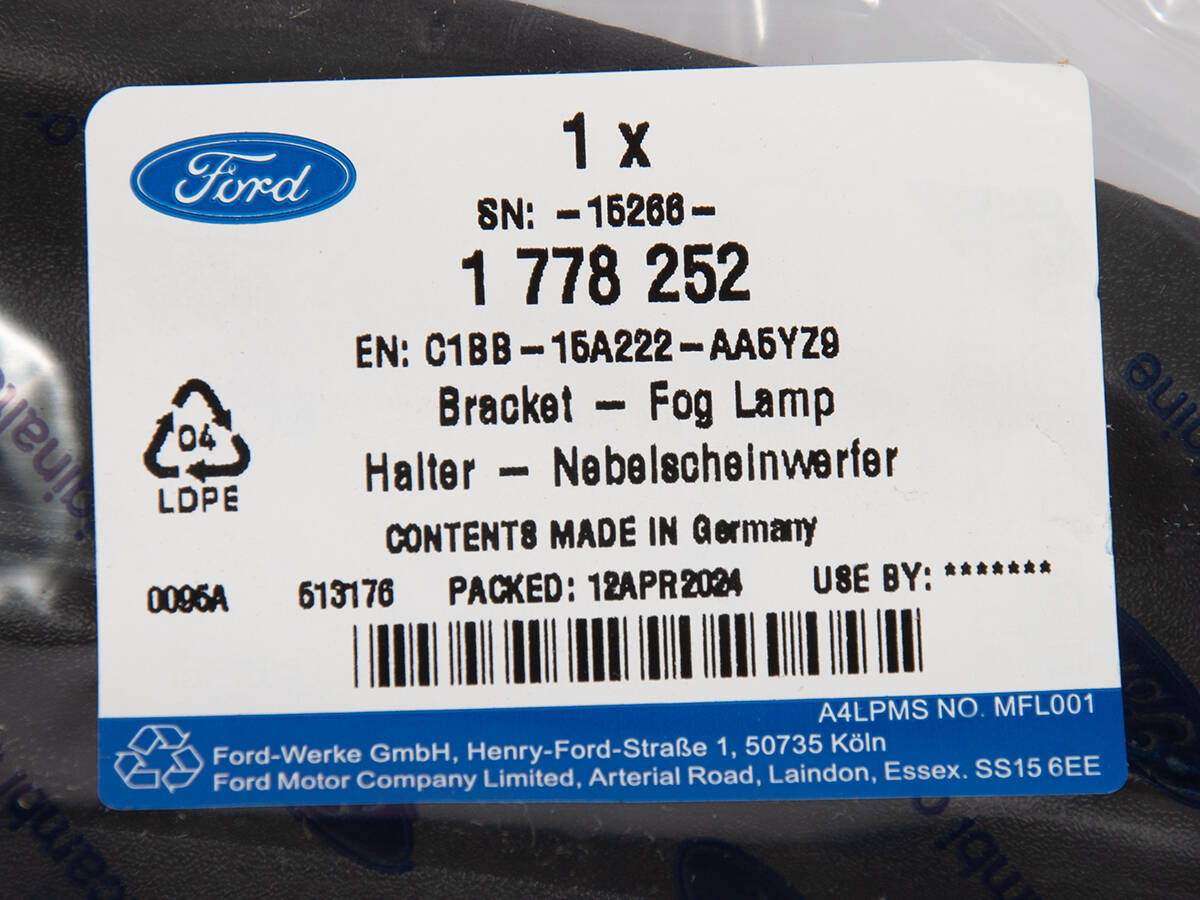 Ford
1 x
SN: -15266-
1 778 252
EN: C1BB-15A222-AA5YZ9
Bracket - Fog Lamp
Halter - Nebelscheinwerfer
04
LDPE
CONTENTS MADE IN Germany
0095A 513176 PACKED: 12APR2024 USE BY: *******
A4LPMS NO. MFL001
Ford-Werke GmbH, Henry-Ford-Straße 1, 50735 Köln
Ford Motor Company Limited, Arterial Road, Laindon, Essex. SS15 6EE